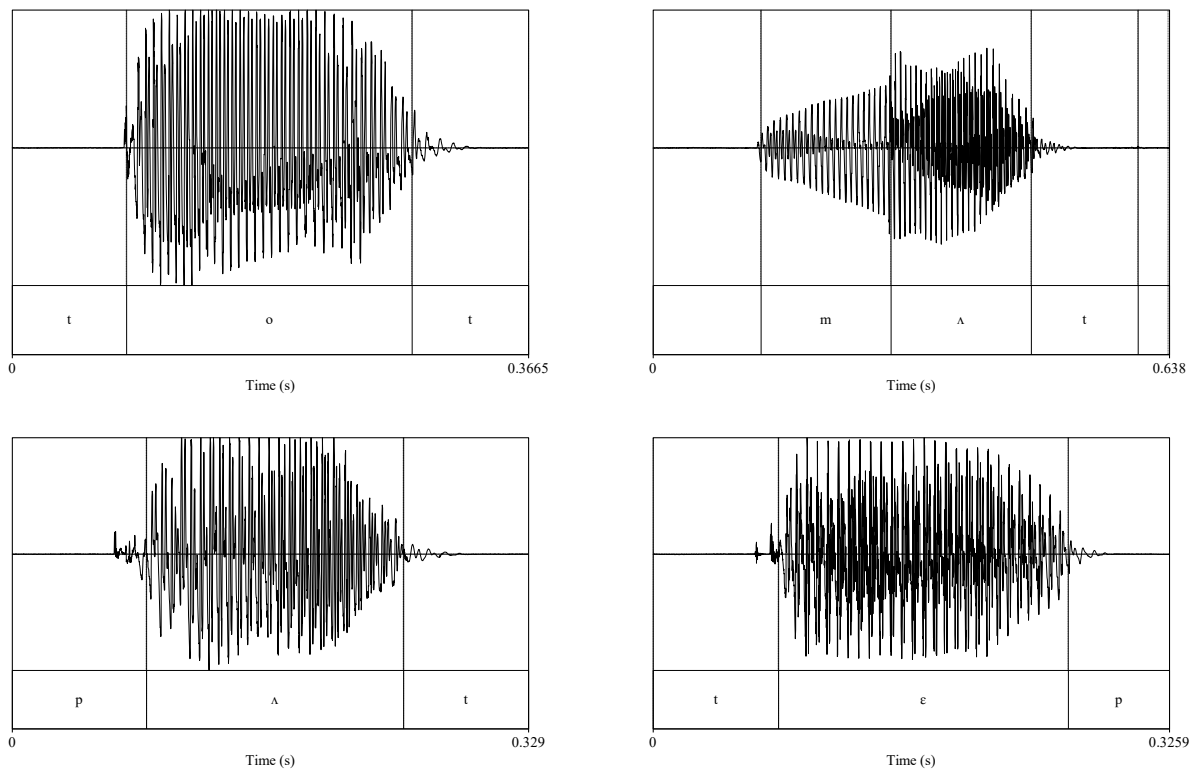 t o t
0 0.3665
Time (s)
m ʌ t
0 0.638
Time (s)
p ʌ t
0 0.329
Time (s)
t ɛ p
0 0.3259
Time (s)